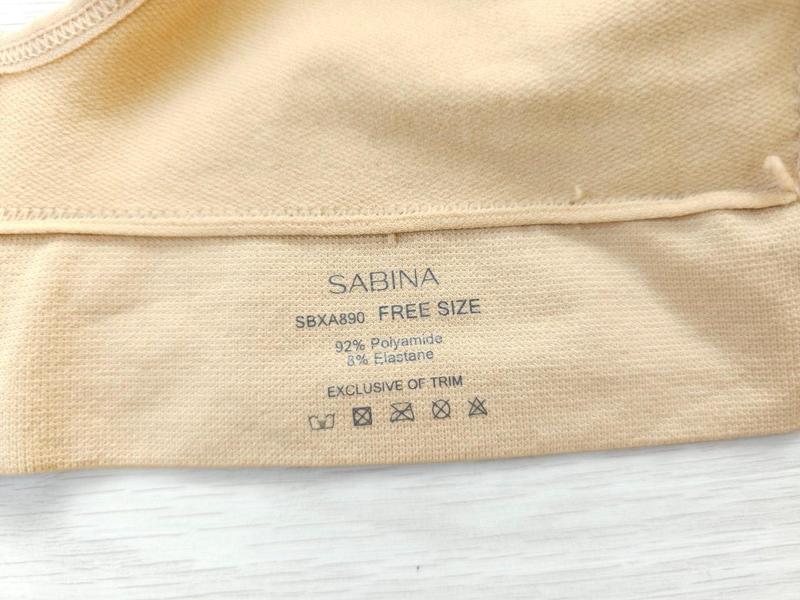 SABINA
SBXA890 FREE SIZE
92% Polyamide
8% Elastane
EXCLUSIVE OF TRIM